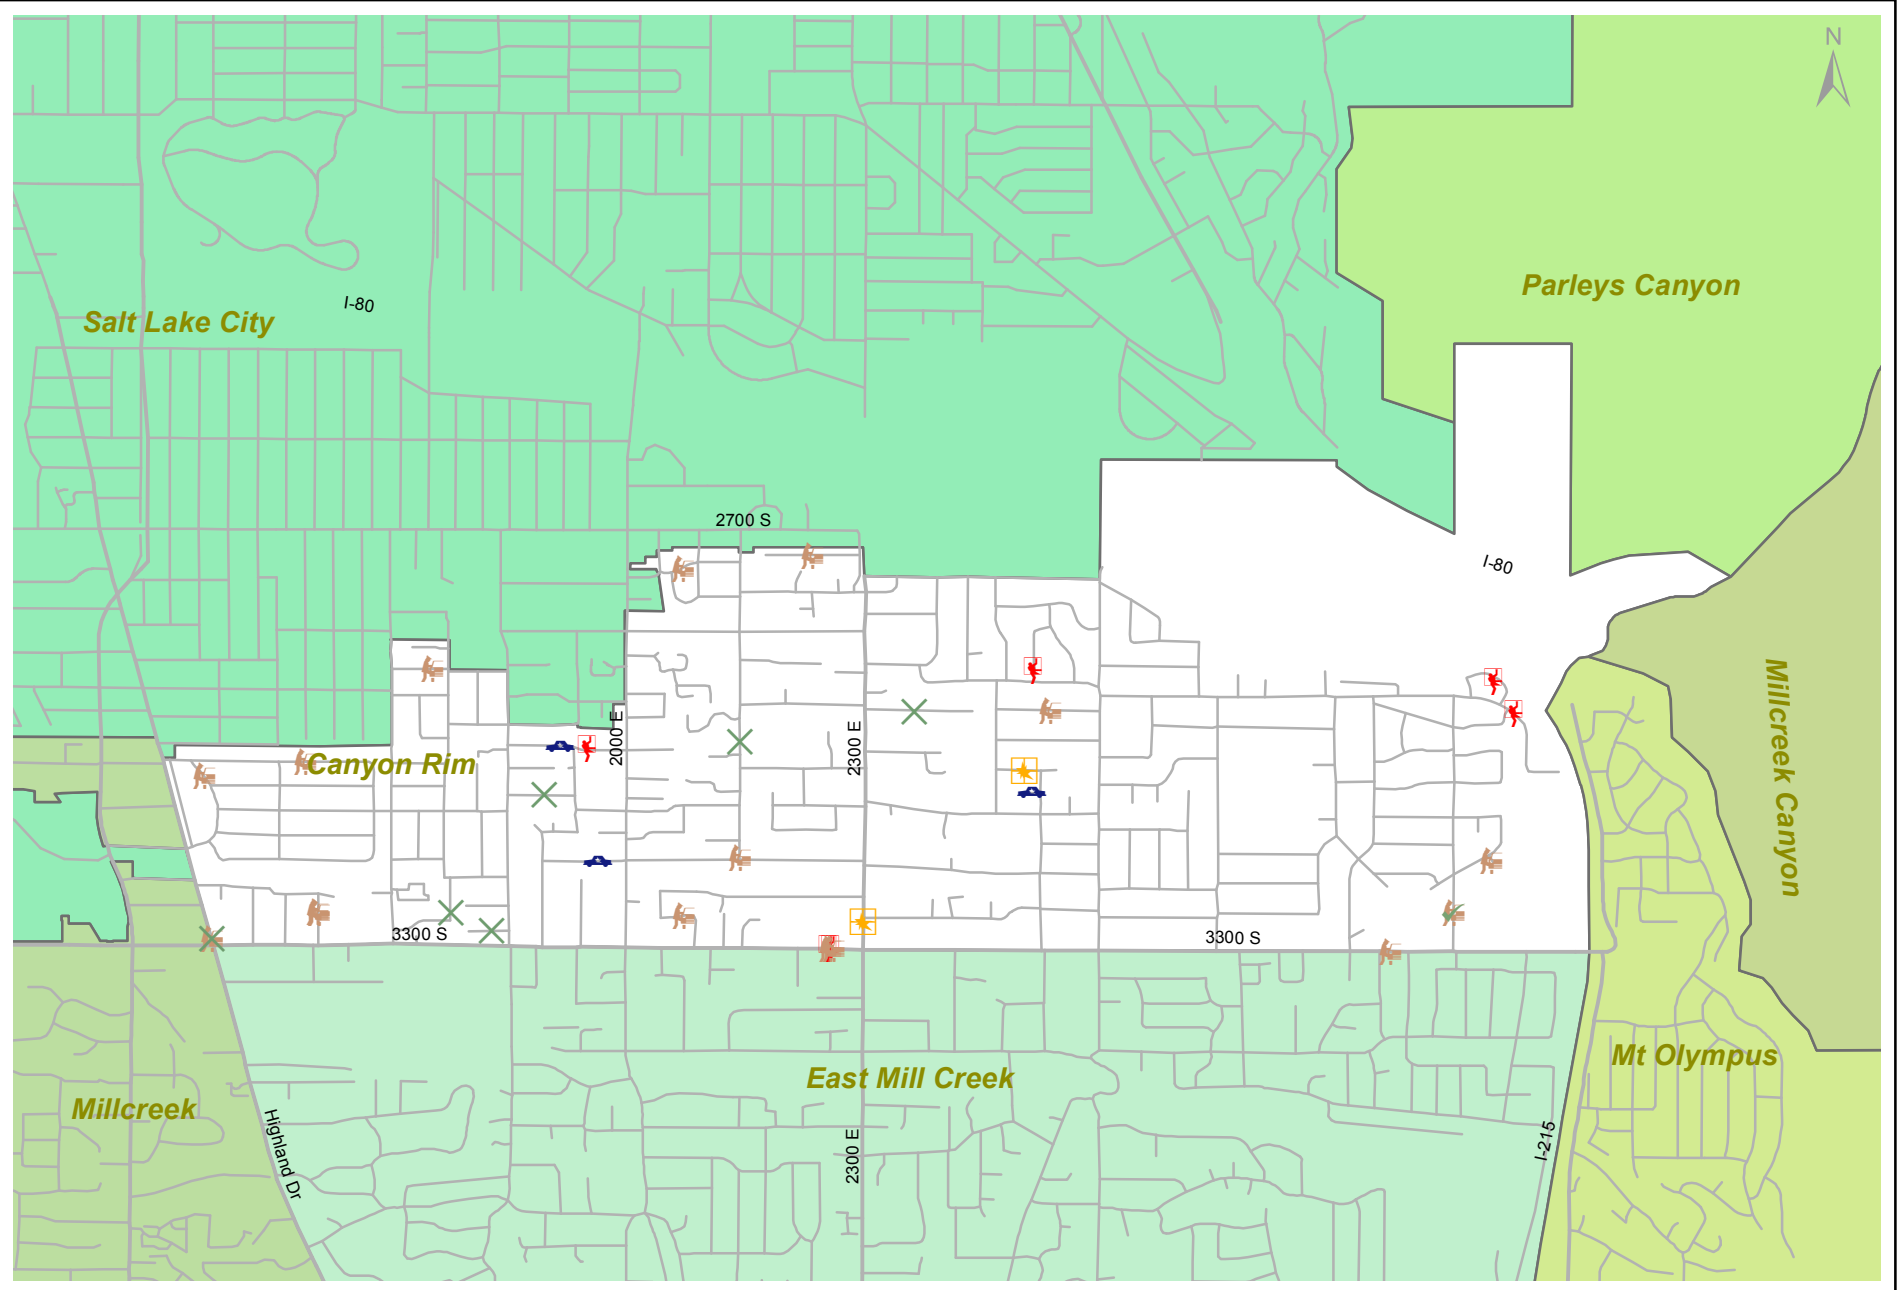 N
Parleys Canyon
I-80
Salt Lake City
2700 S
I-80
Millcreek Canyon
2000 E
2300 E
Canyon Rim
3300 S
3300 S
Mt Olympus
East Mill Creek
Millcreek
Highland Dr
2300 E
I-215